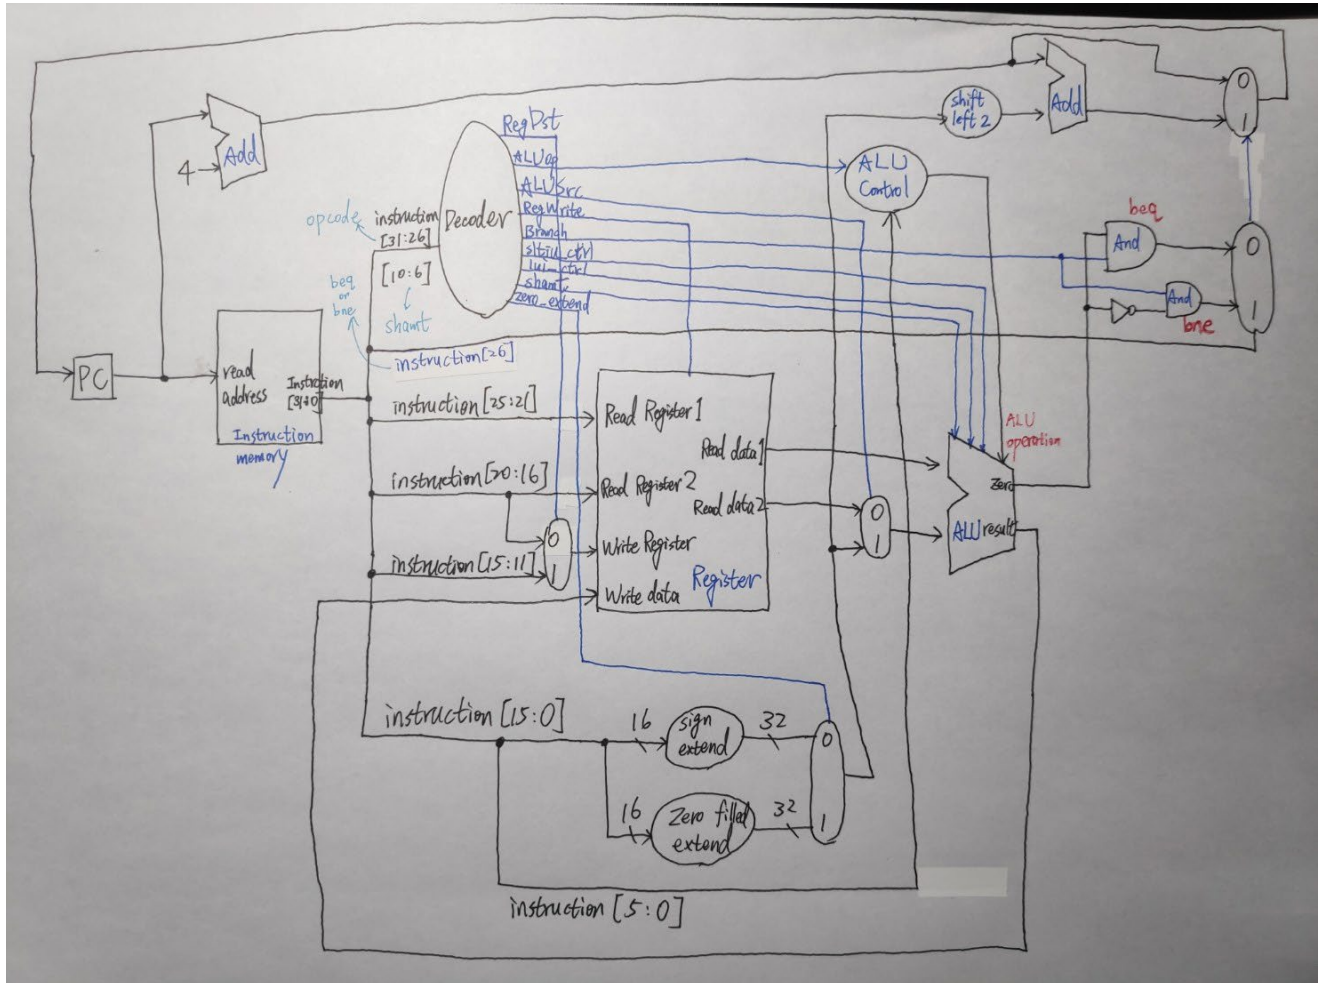 RegDst
ALUop
ALUSrc
RegWrite
Branch
sltiu_ctrl
lui_ctrl
shamt
zero_extend
Decoder
opcode
instruction
[31:26]
[10:6]
shamt
beq
or
bne
instruction[26]
4
Add
PC
read
address
[31:0]
Instruction
memory
instruction [25:21]
instruction [20:16]
instruction [15:11]
0
1
Read Register 1
Read Register 2
Write Register
Write data
Read data1
Read data2
Register
0
1
ALU
Control
shift
left 2
Add
0
1
beq
And
And
bne
0
1
ALU
operation
Zero
ALU result
instruction [15:0]
16
sign
extend
32
16
Zero filled
extend
32
0
1
instruction [5:0]